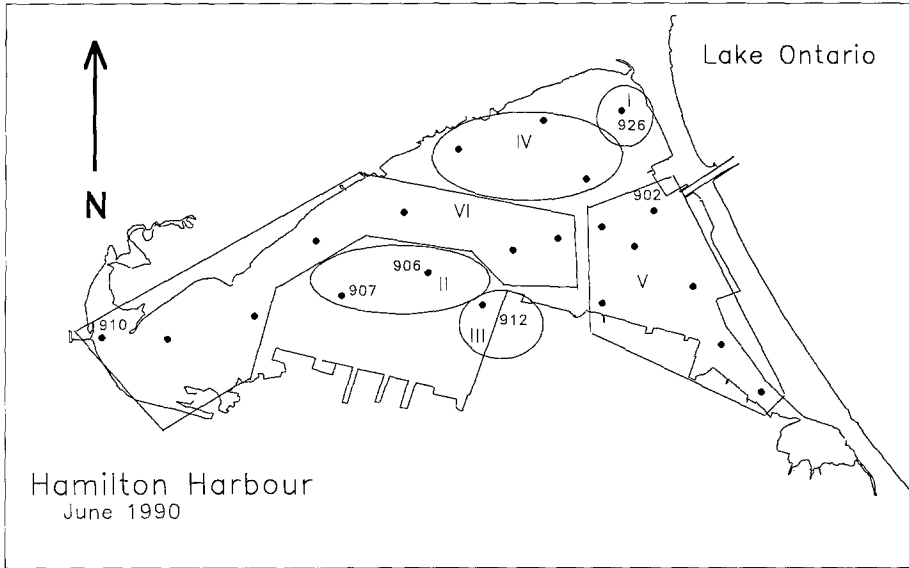 Lake Ontario
I
926
IV
N
902
VI
V
906
II
907
910
912
III
Hamilton Harbour
June 1990